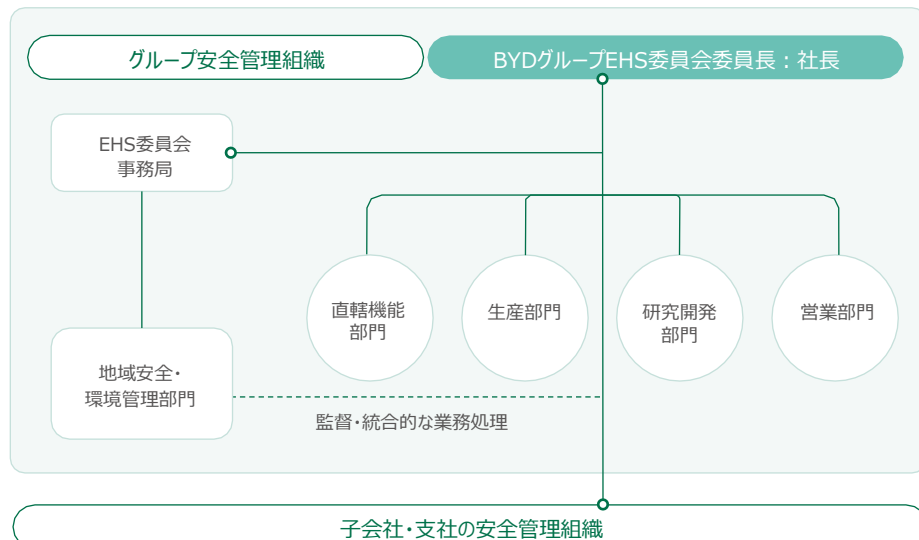 グループ安全管理組織
BYDグループEHS委員会委員長：社長
EHS委員会
事務局
直轄機能
部門
生産部門
研究開発
部門
営業部門
地域安全・
環境管理部門
監督・統合的な業務処理
子会社・支社の安全管理組織